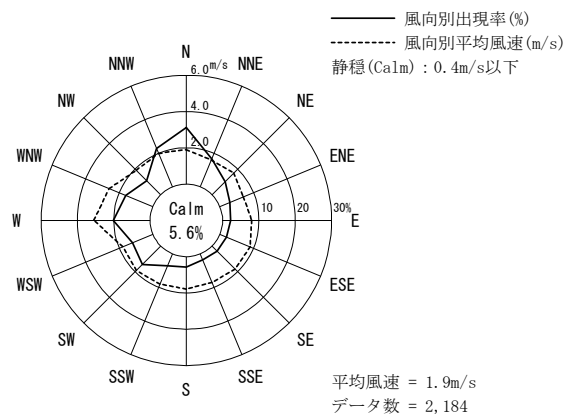 風向別出現率(%)
風向別平均風速(m/s)
静穏(Calm) : 0.4m/s以下
N
NNW
NNE
6.0m/s
NW
NE
4.0
WNW
2.0
ENE
Calm
5.6%
W
10
20
30%
E
WSW
ESE
SW
SE
SSW
SSE
S
平均風速 = 1.9m/s
データ数 = 2,184